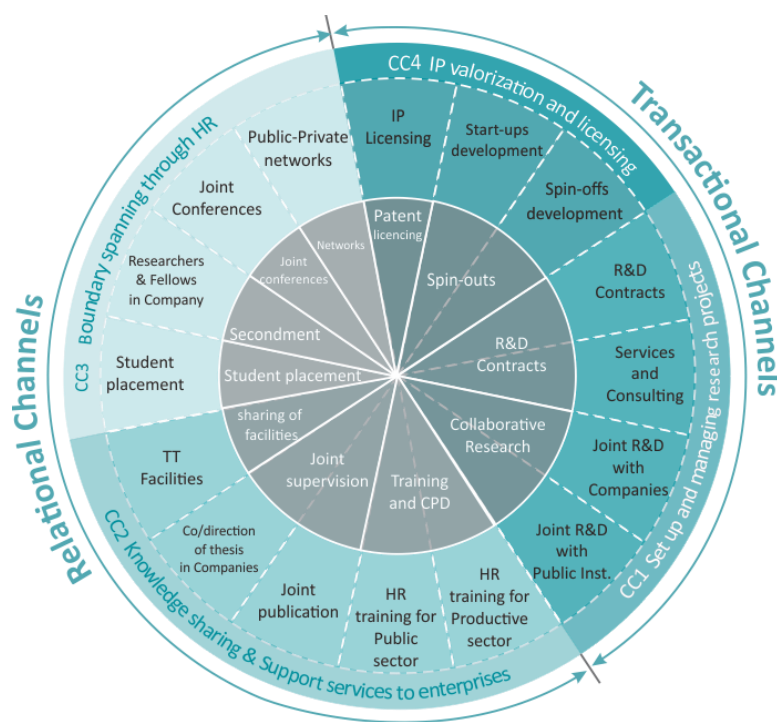 Transactional Channels
Relational Channels
CC4 IP valorization and licensing
IP
Licensing
Start-ups
development
Spin-offs
development
CC1 Set up and managing research projects
R&D
Contracts
Services
and
Consulting
Joint R&D
with
Companies
Joint R&D
with
Public Inst.
CC2 Knowledge sharing & Support services to enterprises
HR
training for
Productive
sector
HR
training for
Public
sector
Joint
publication
Co/direction
of thesis
in Companies
TT
Facilities
CC3 Boundary spanning through HR
Student
placement
Researchers
& Fellows
in Company
Joint
Conferences
Public-Private
networks
Patent
licencing
Spin-outs
R&D
Contracts
Collaborative
Research
Training
and CPD
Joint
supervision
sharing of
facilities
Student placement
Secondment
Joint
conferences
Networks